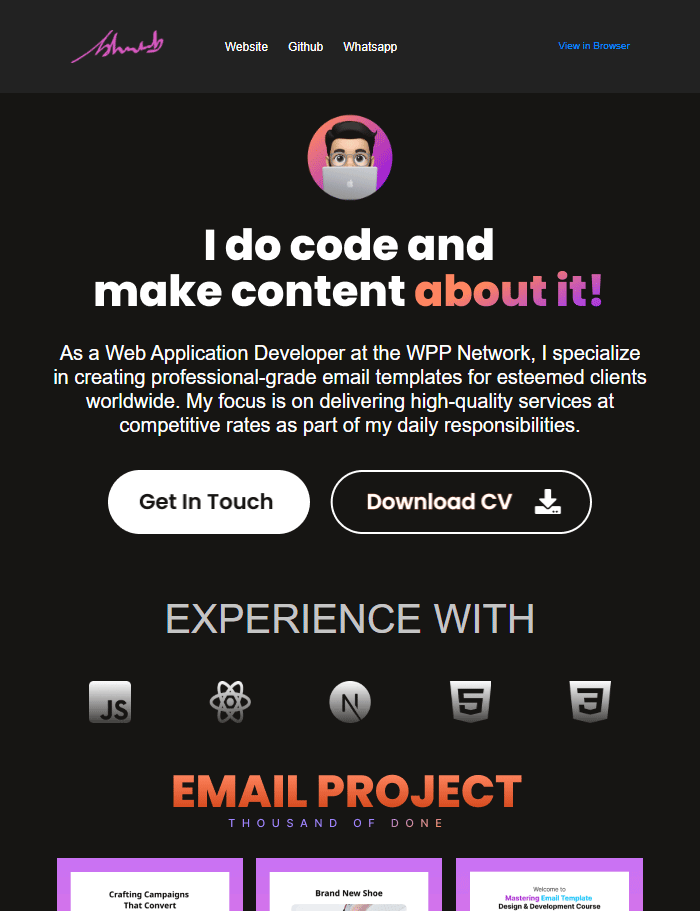 Website Github Whatsapp View in Browser
I do code and
make content about it!
As a Web Application Developer at the WPP Network, I specialize
in creating professional-grade email templates for esteemed clients
worldwide. My focus is on delivering high-quality services at
competitive rates as part of my daily responsibilities.
Get In Touch Download CV
EXPERIENCE WITH
JS N 5 3
EMAIL PROJECT
THOUSAND OF DONE
Crafting Campaigns
That Convert
Brand New Shoe
Welcome to
Mastering Email Template
Design & Development Course